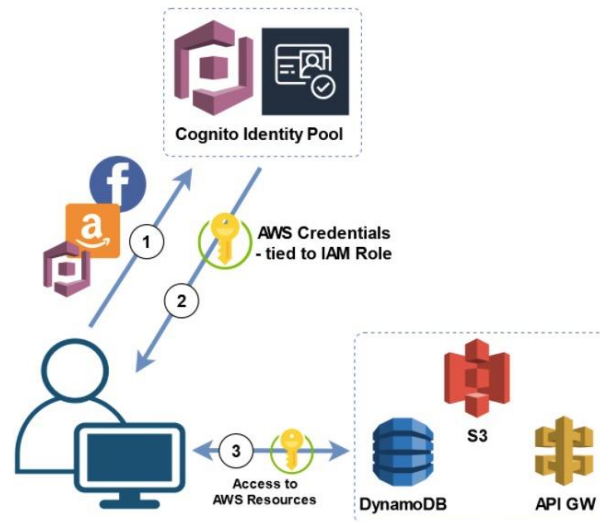 Cognito Identity Pool
f
a
1
AWS Credentials
- tied to IAM Role
2
3
Access to
AWS Resources
S3
DynamoDB
API GW